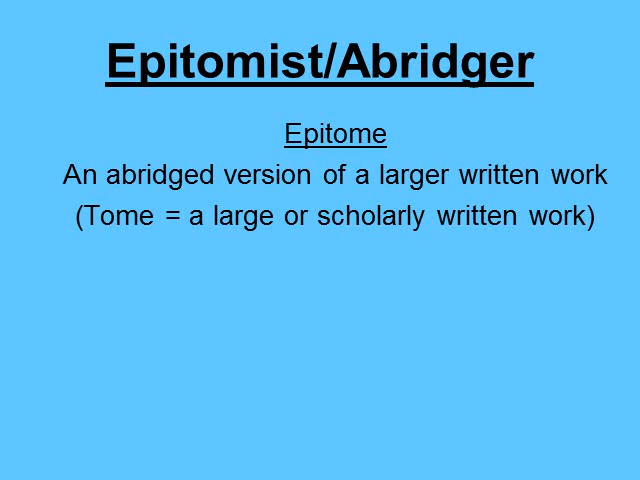 Epitomist/Abridger
Epitome
An abridged version of a larger written work
(Tome = a large or scholarly written work)